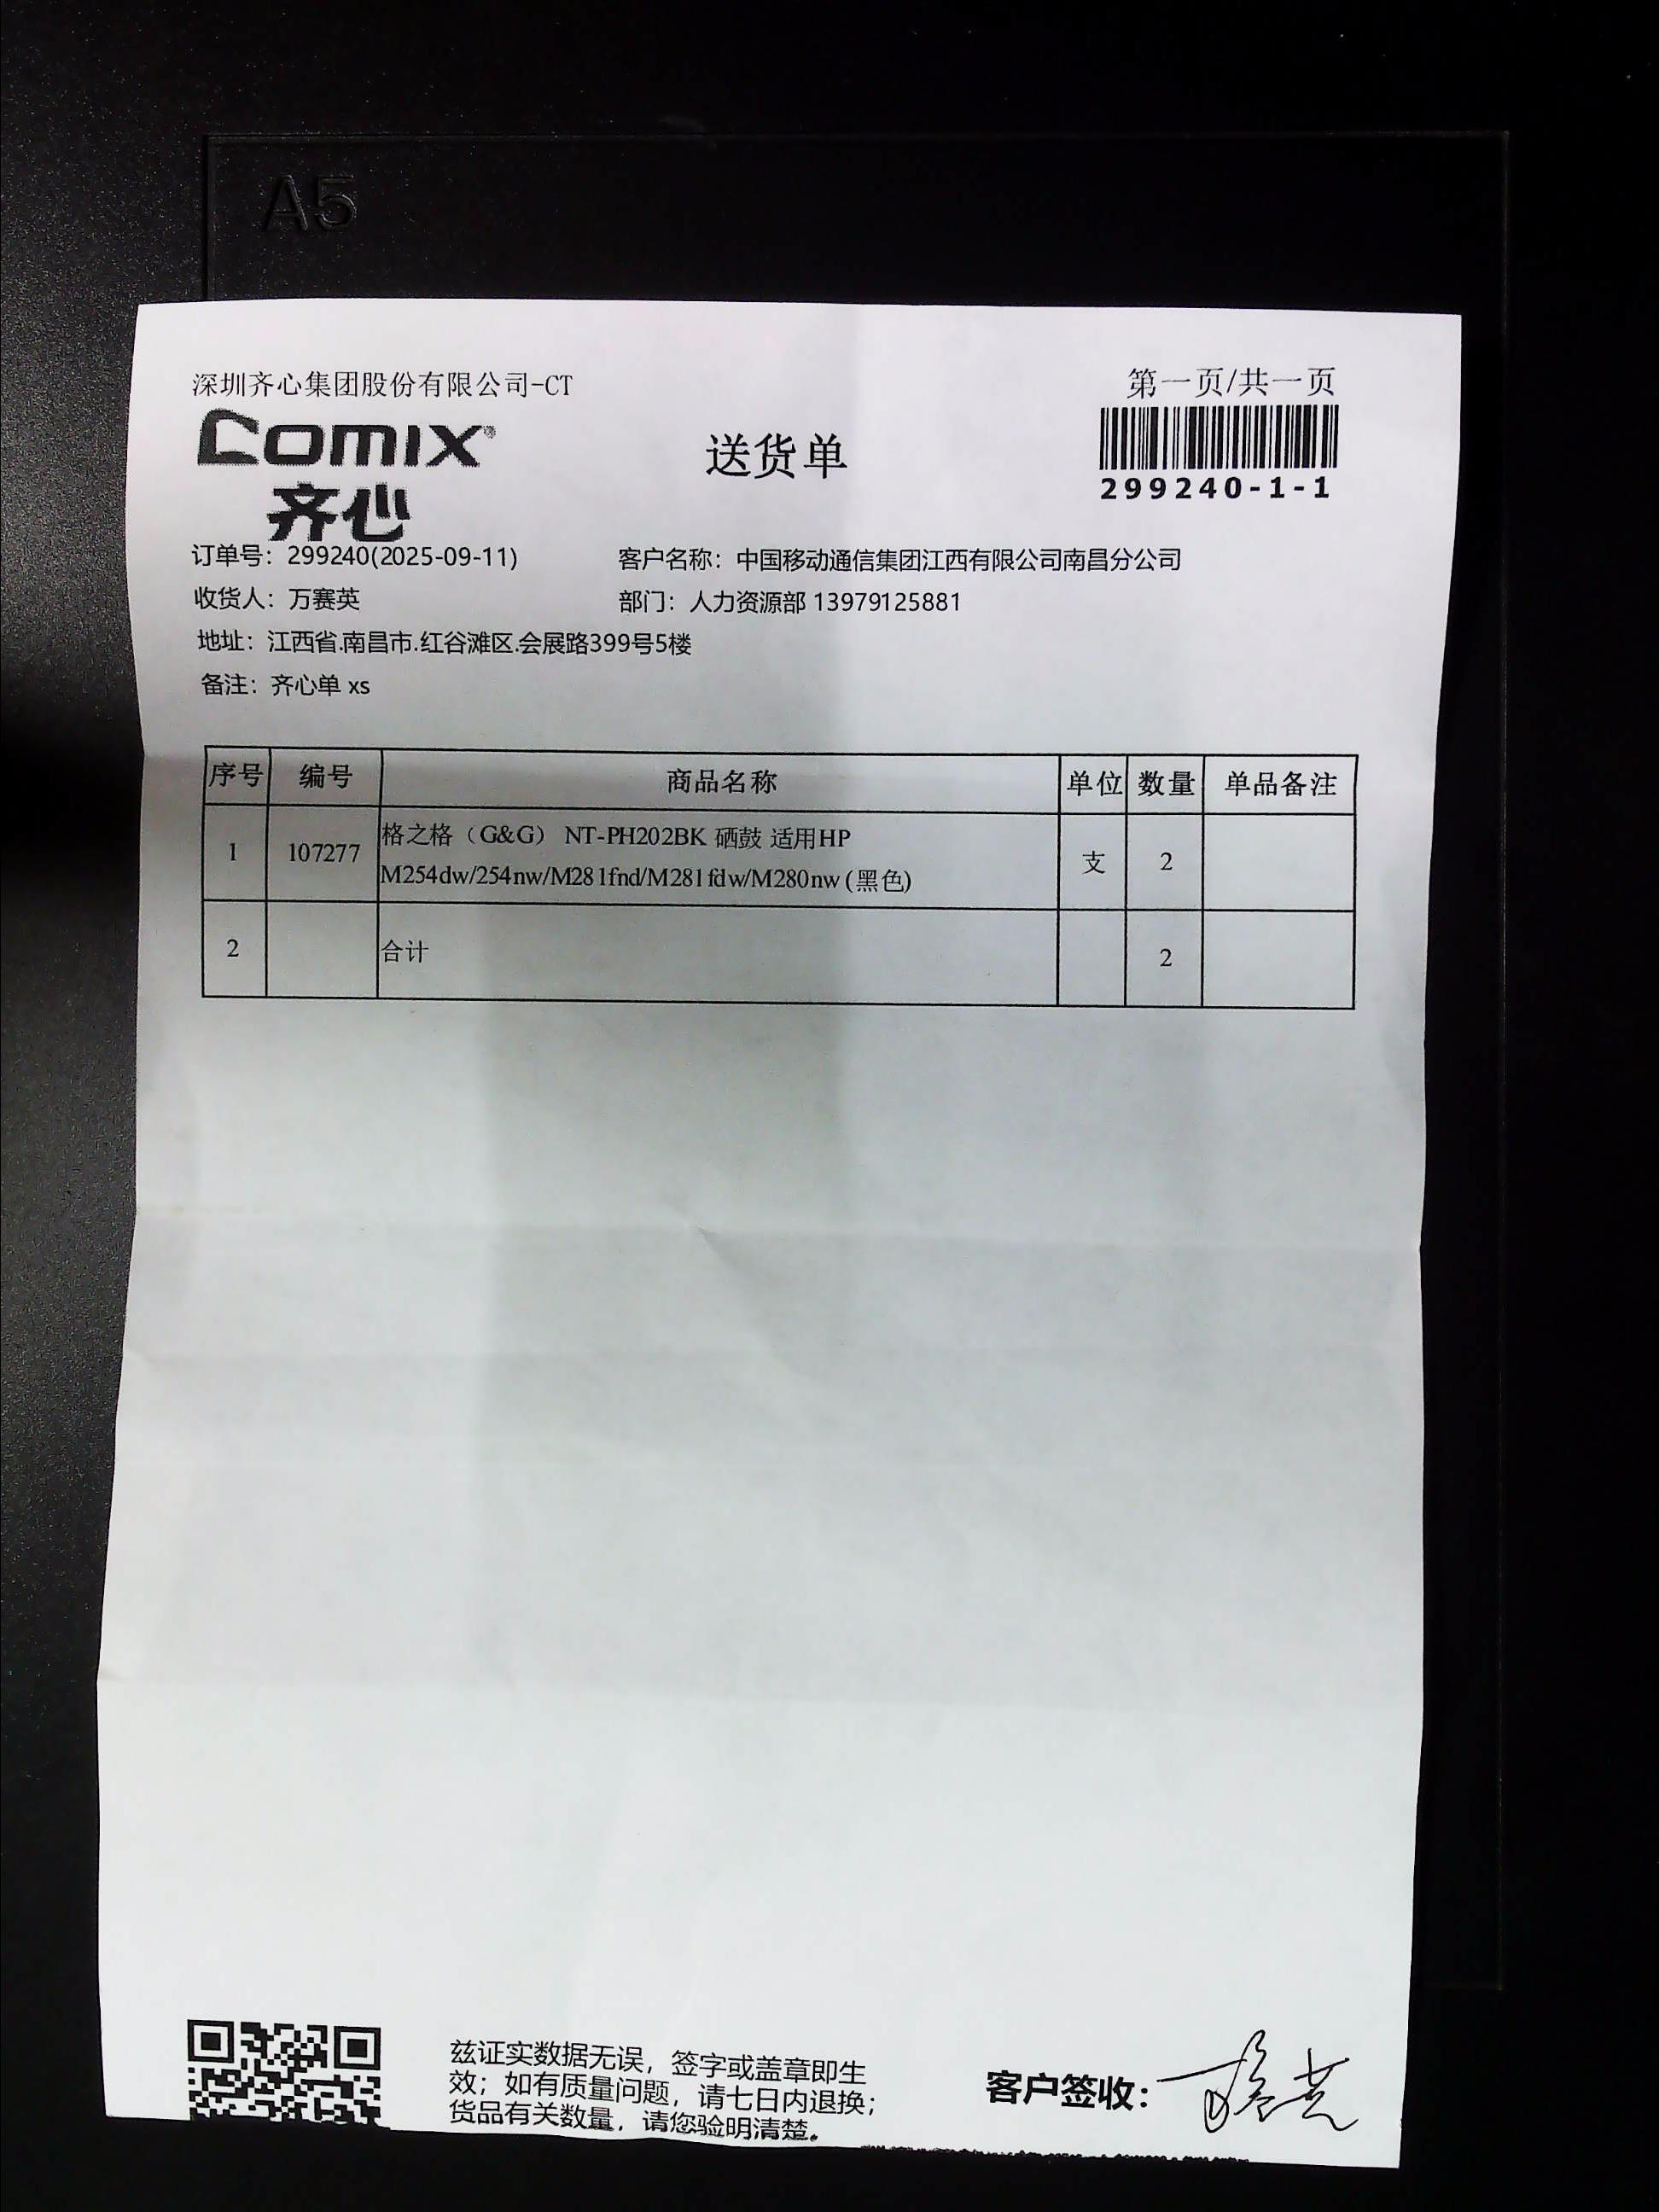 A5
深圳齐心集团股份有限公司-CT
第一页/共一页
COMIX®
齐心
送货单
299240-1-1
订单号：299240(2025-09-11)
客户名称：中国移动通信集团江西有限公司南昌分公司
收货人：万赛英
部门：人力资源部 13979125881
地址：江西省.南昌市.红谷滩区.会展路399号5楼
备注：齐心单 xs
序号 编号 商品名称 单位 数量 单品备注
1 107277 格之格（G&G） NT-PH202BK 硒鼓 适用HP
M254dw/254nw/M281fnd/M281fdw/M280nw (黑色) 支 2
2 合计 2
兹证实数据无误，签字或盖章即生
效；如有质量问题，请七日内退换；
货品有关数量，请您验明清楚。
客户签收：